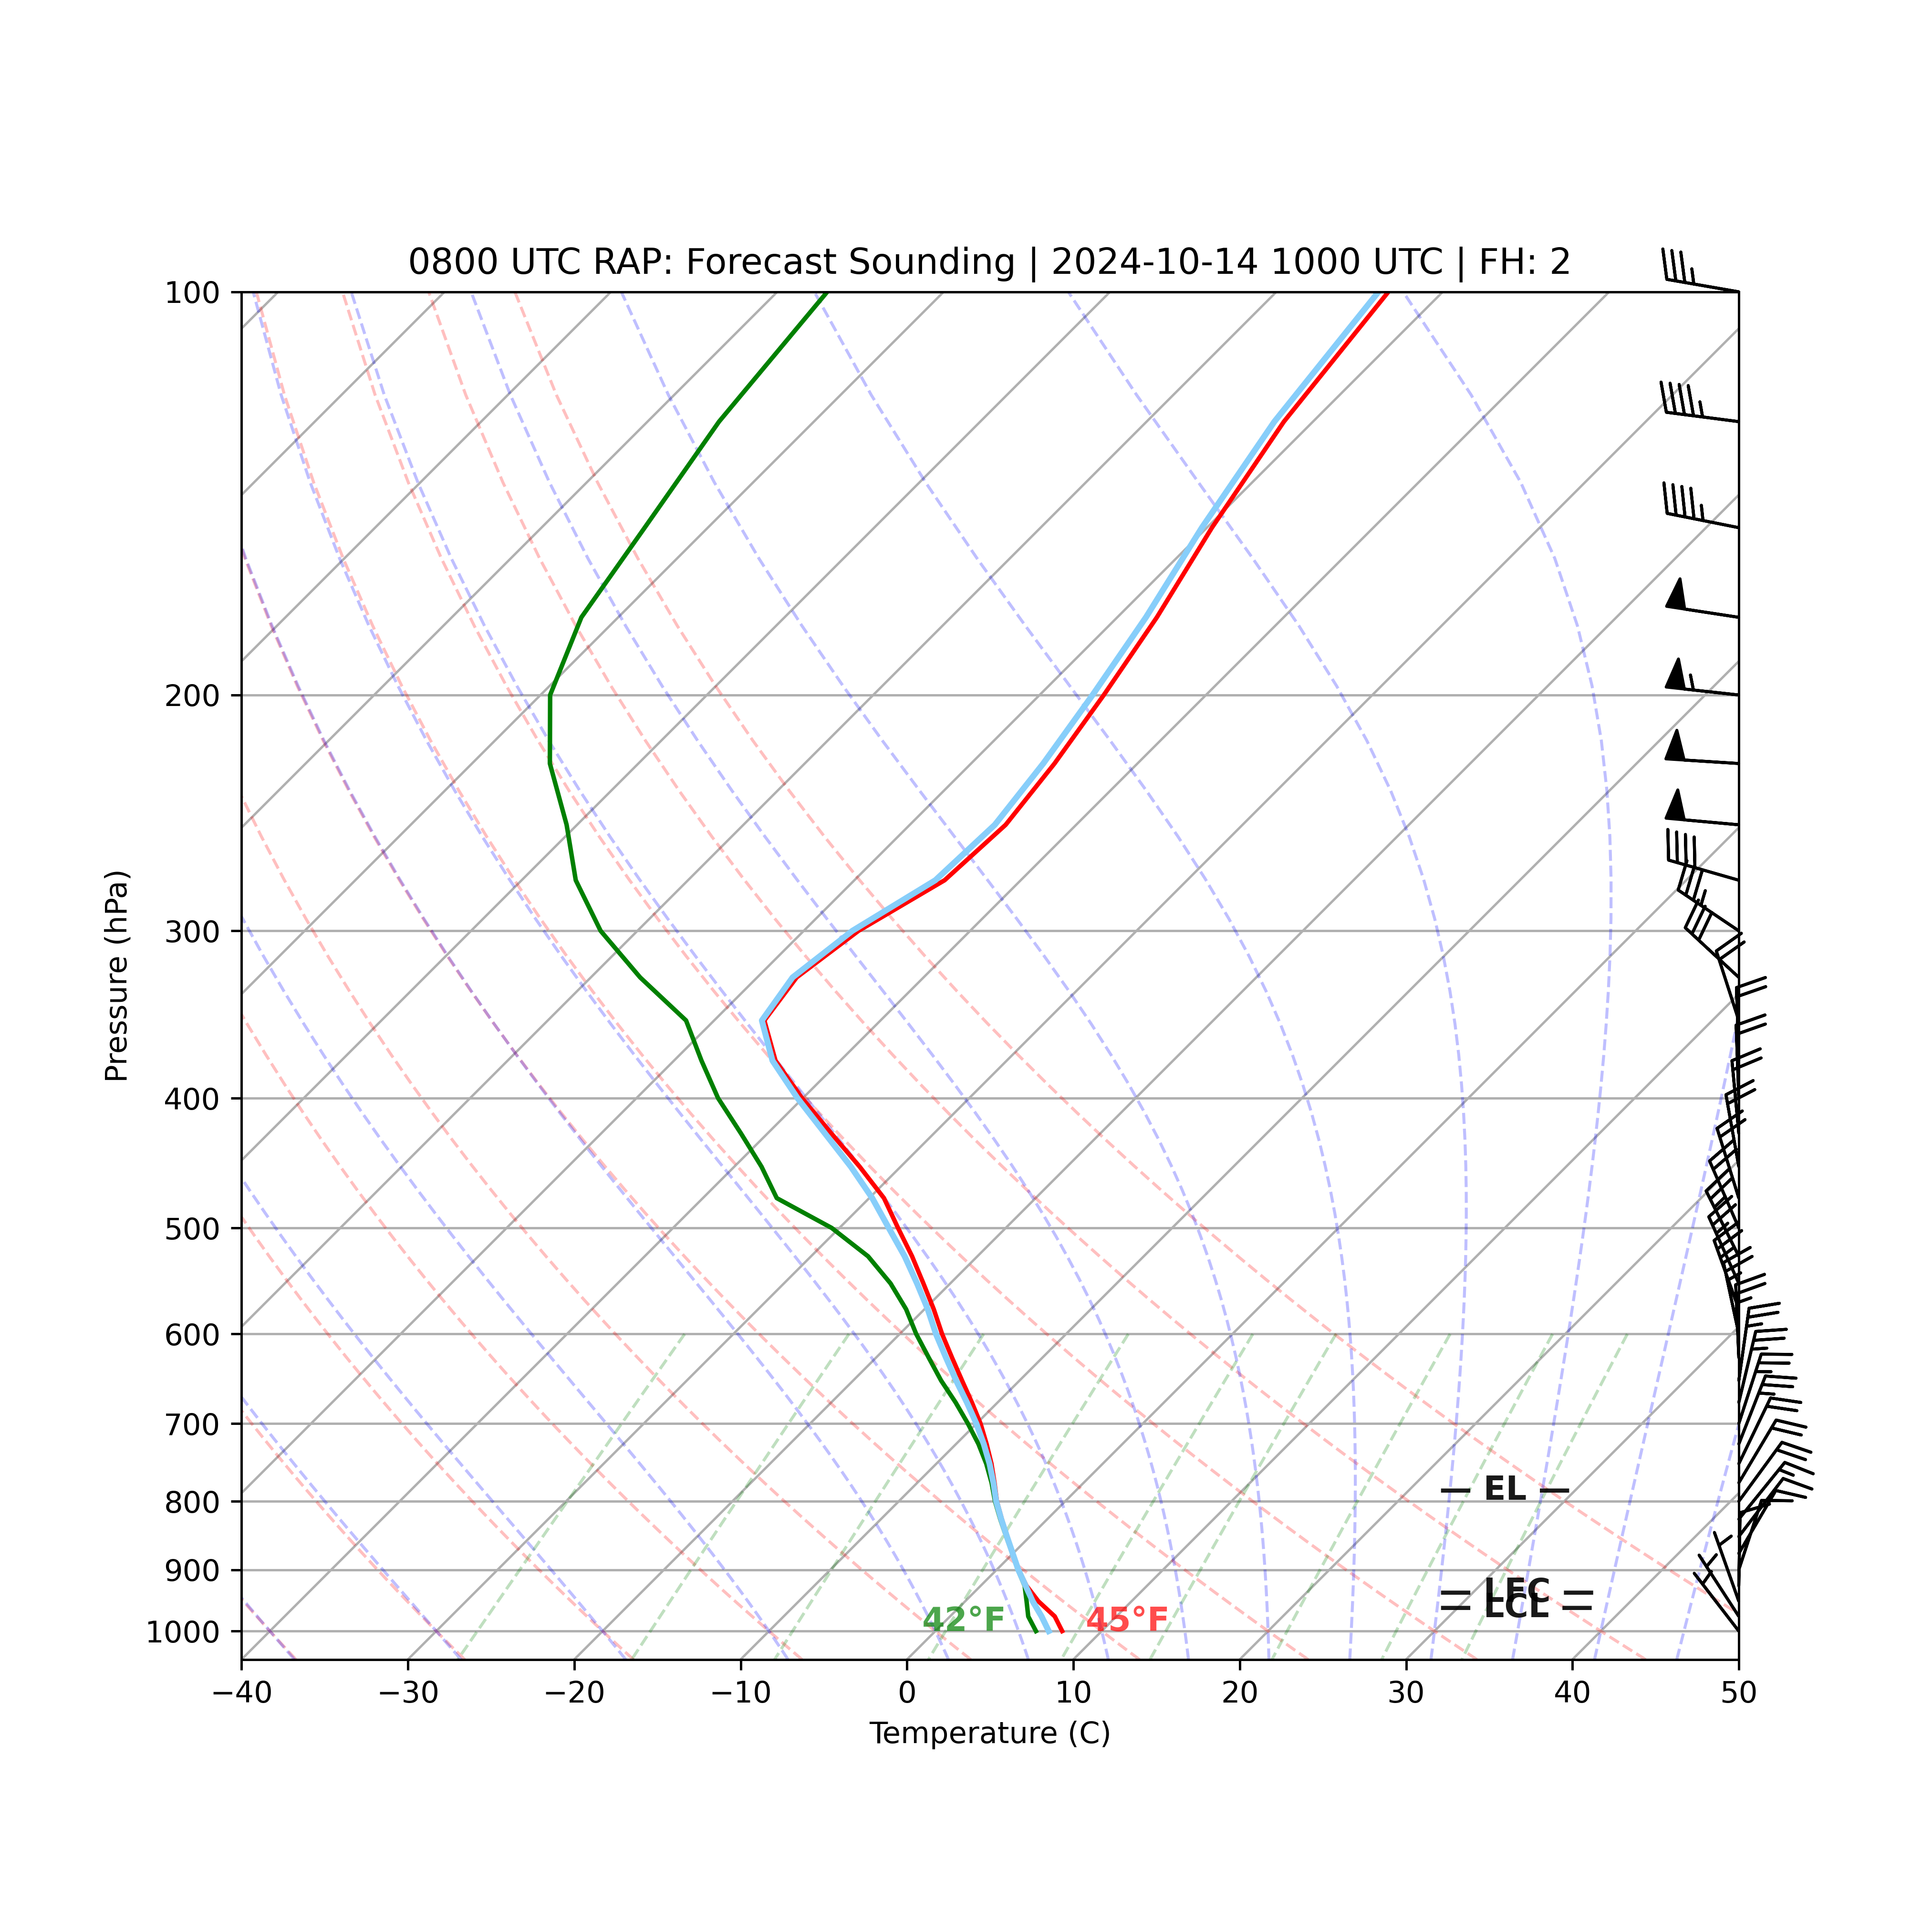 0800 UTC RAP: Forecast Sounding | 2024-10-14 1000 UTC | FH: 2
100
200
300
400
500
600
700
800
900
1000
Pressure (hPa)
— EL —
— LFC —
— LCL —
42°F
45°F
−40
−30
−20
−10
0
10
20
30
40
50
Temperature (C)